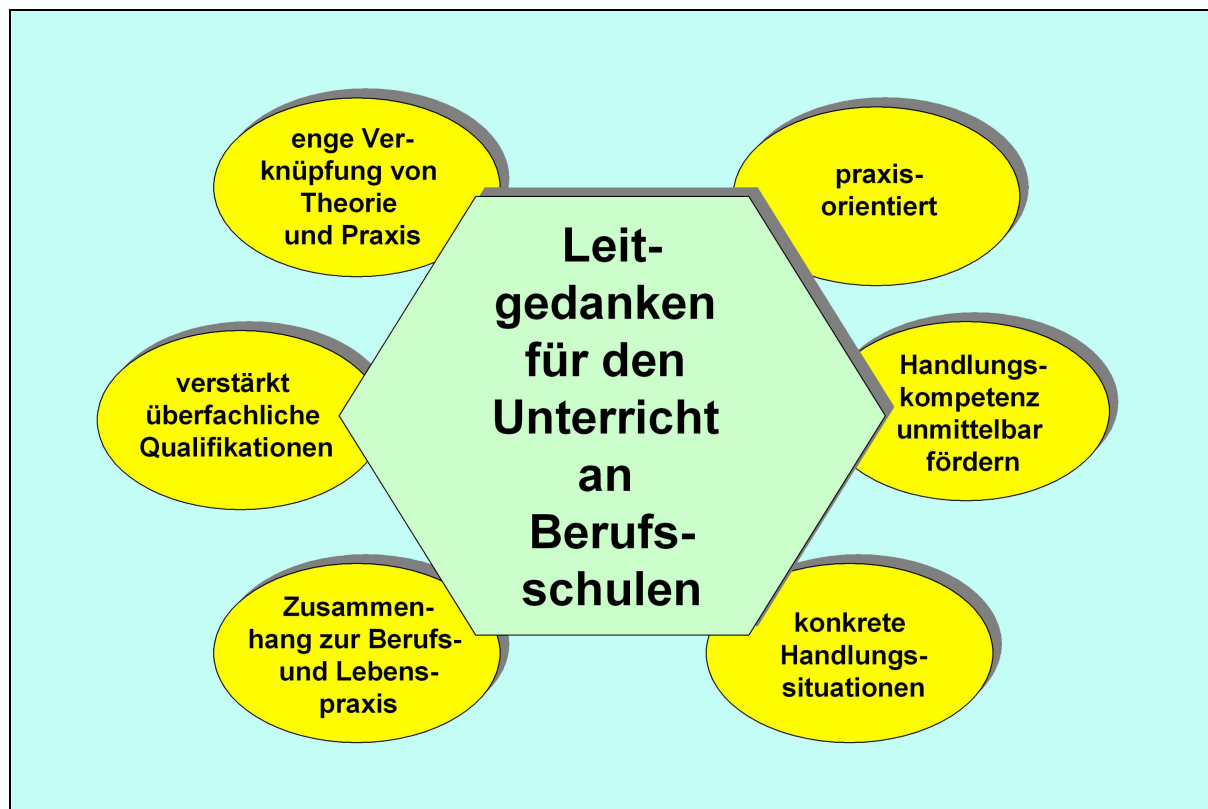 enge Ver-
knüpfung von
Theorie
und Praxis
praxis-
orientiert
Leit-
gedanken
für den
Unterricht
an
Berufs-
schulen
verstärkt
überfachliche
Qualifikationen
Handlungs-
kompetenz
unmittelbar
fördern
Zusammen-
hang zur Berufs-
und Lebens-
praxis
konkrete
Handlungs-
situationen